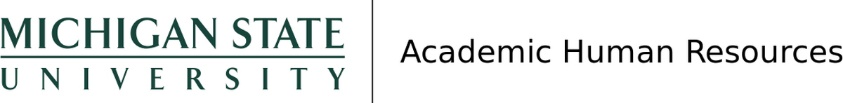 MICHIGAN STATE
UNIVERSITY
Academic Human Resources